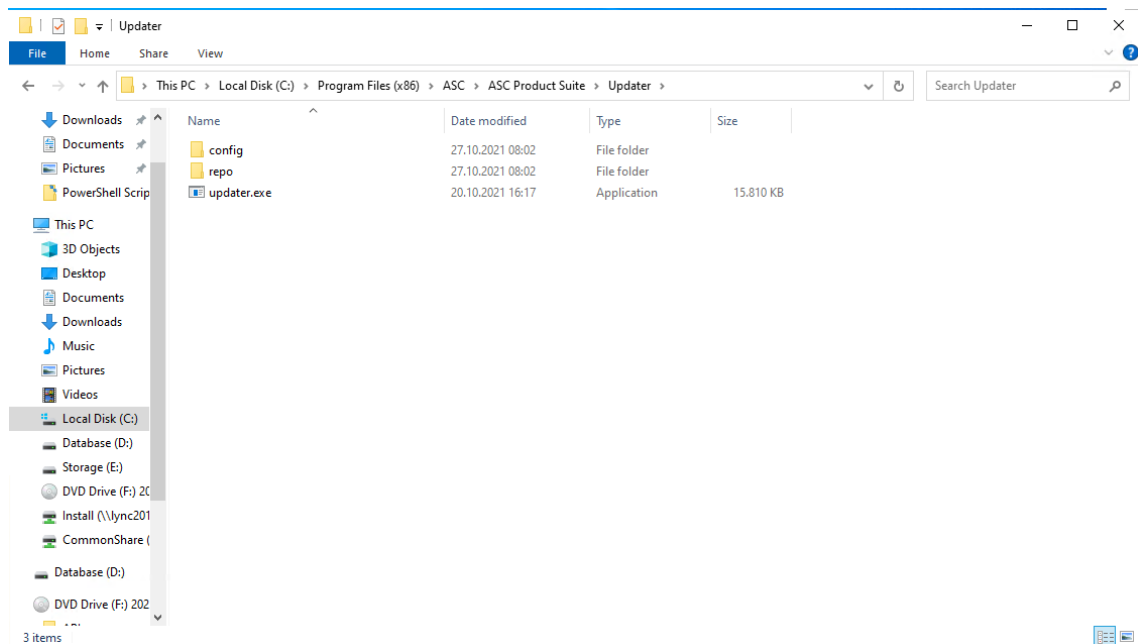 Updater
File Home Share View
This PC > Local Disk (C:) > Program Files (x86) > ASC > ASC Product Suite > Updater >
Search Updater
Downloads
Documents
Pictures
PowerShell Scrip
This PC
3D Objects
Desktop
Documents
Downloads
Music
Pictures
Videos
Local Disk (C:)
Database (D:)
Storage (E:)
DVD Drive (F:) 20
Install (\\lync201
CommonShare (
Database (D:)
DVD Drive (F:) 202
Name Date modified Type Size
config 27.10.2021 08:02 File folder
repo 27.10.2021 08:02 File folder
updater.exe 20.10.2021 16:17 Application 15.810 KB
3 items